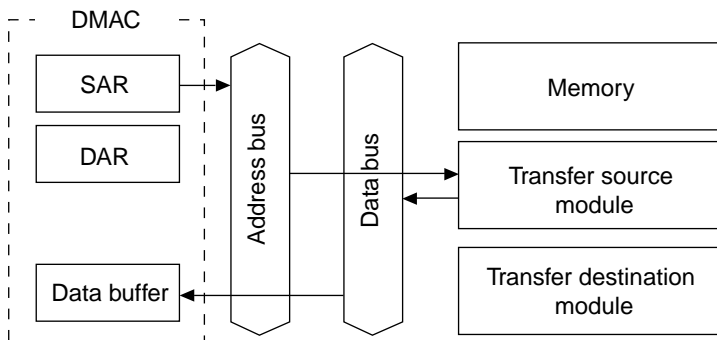 DMAC
SAR
DAR
Data buffer
Address bus
Data bus
Memory
Transfer source
module
Transfer destination
module